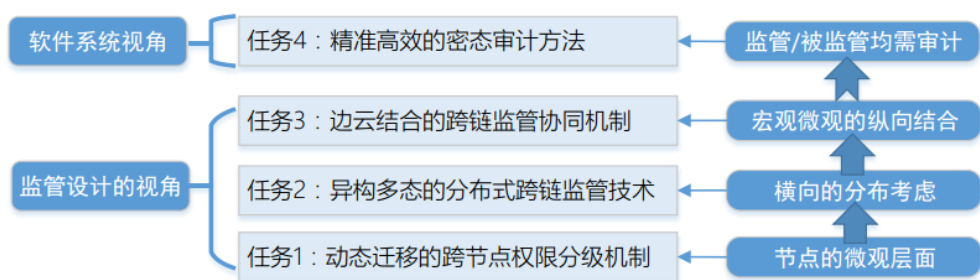 软件系统视角
任务4：精准高效的密态审计方法
监管/被监管均需审计
任务3：边云结合的跨链监管协同机制
宏观微观的纵向结合
监管设计的视角
任务2：异构多态的分布式跨链监管技术
横向的分布考虑
任务1：动态迁移的跨节点权限分级机制
节点的微观层面